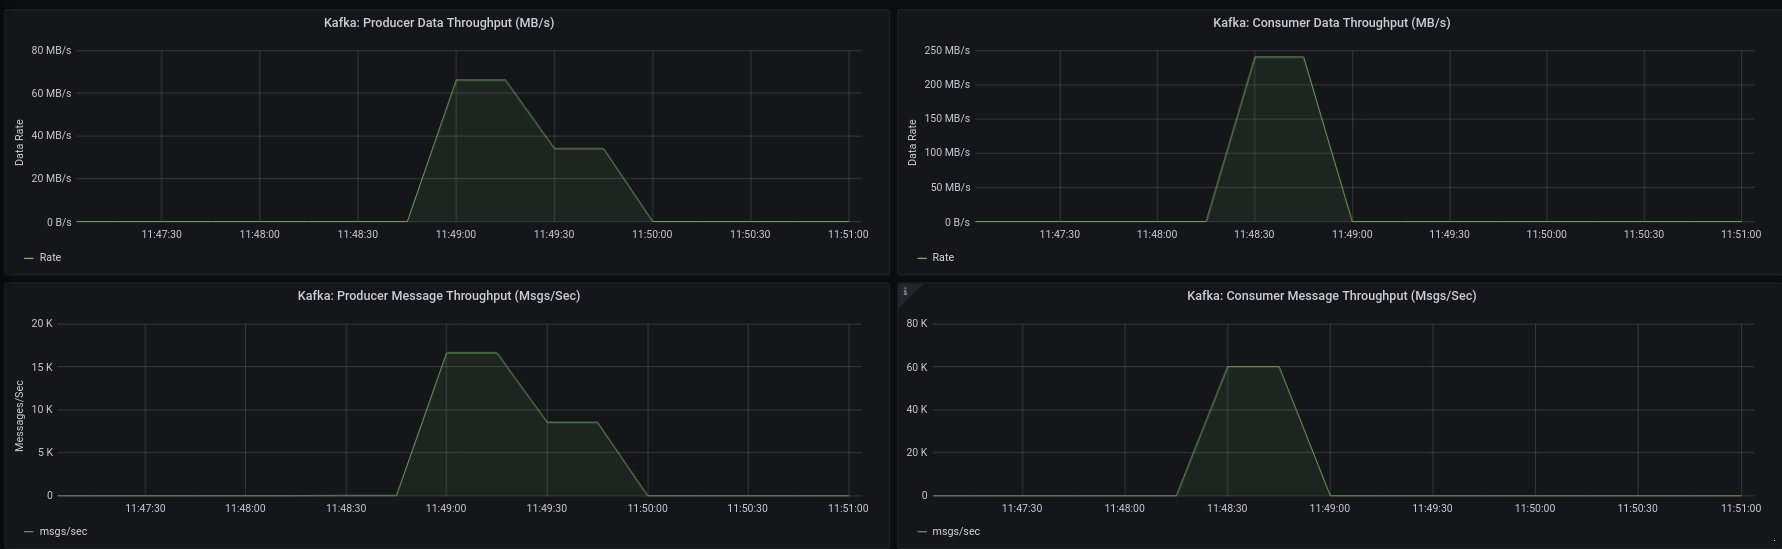 Kafka: Producer Data Throughput (MB/s)
80 MB/s
60 MB/s
40 MB/s
20 MB/s
0 B/s
Data Rate
11:47:30 11:48:00 11:48:30 11:49:00 11:49:30 11:50:00 11:50:30 11:51:00
Rate
Kafka: Consumer Data Throughput (MB/s)
250 MB/s
200 MB/s
150 MB/s
100 MB/s
50 MB/s
0 B/s
Data Rate
11:47:30 11:48:00 11:48:30 11:49:00 11:49:30 11:50:00 11:50:30 11:51:00
Rate
Kafka: Producer Message Throughput (Msgs/Sec)
20 K
15 K
10 K
5 K
0
Messages/Sec
11:47:30 11:48:00 11:48:30 11:49:00 11:49:30 11:50:00 11:50:30 11:51:00
msgs/sec
i
Kafka: Consumer Message Throughput (Msgs/Sec)
80 K
60 K
40 K
20 K
0
11:47:30 11:48:00 11:48:30 11:49:00 11:49:30 11:50:00 11:50:30 11:51:00
msgs/sec